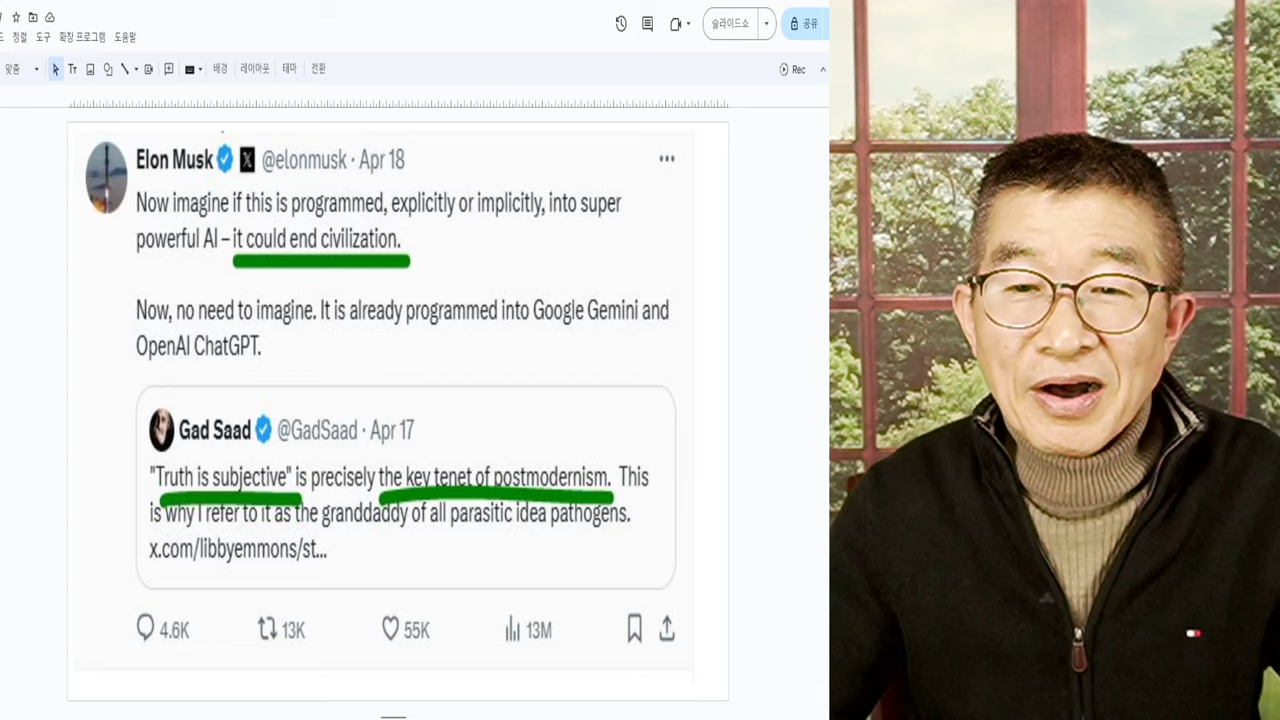 정렬 도구 확장 프로그램 도움말
슬라이드쇼
공유
맞춤
배경 레이아웃 테마 전환
Rec
Elon Musk X @elonmusk · Apr 18
Now imagine if this is programmed, explicitly or implicitly, into super
powerful AI – it could end civilization.
Now, no need to imagine. It is already programmed into Google Gemini and
OpenAI ChatGPT.
Gad Saad @GadSaad · Apr 17
"Truth is subjective" is precisely the key tenet of postmodernism. This
is why I refer to it as the granddaddy of all parasitic idea pathogens.
x.com/libbyemmons/st...
4.6K 13K 55K 13M